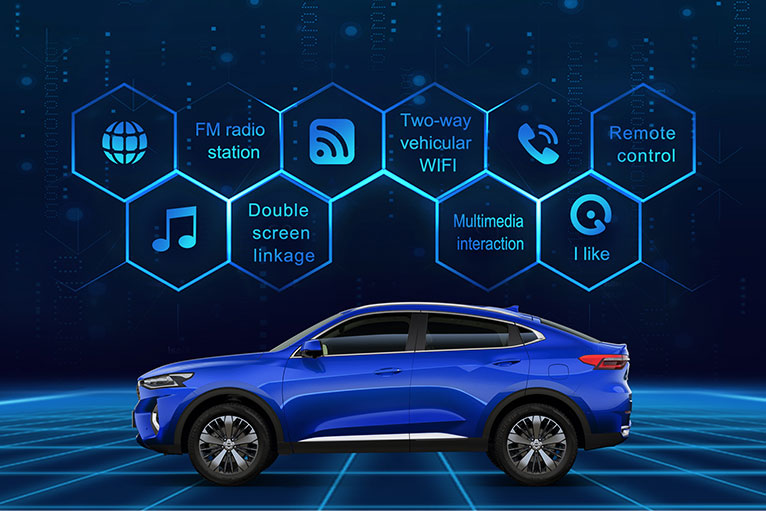 FM radio
station
Two-way
vehicular
WIFI
Remote
control
Double
screen
linkage
Multimedia
interaction
I like